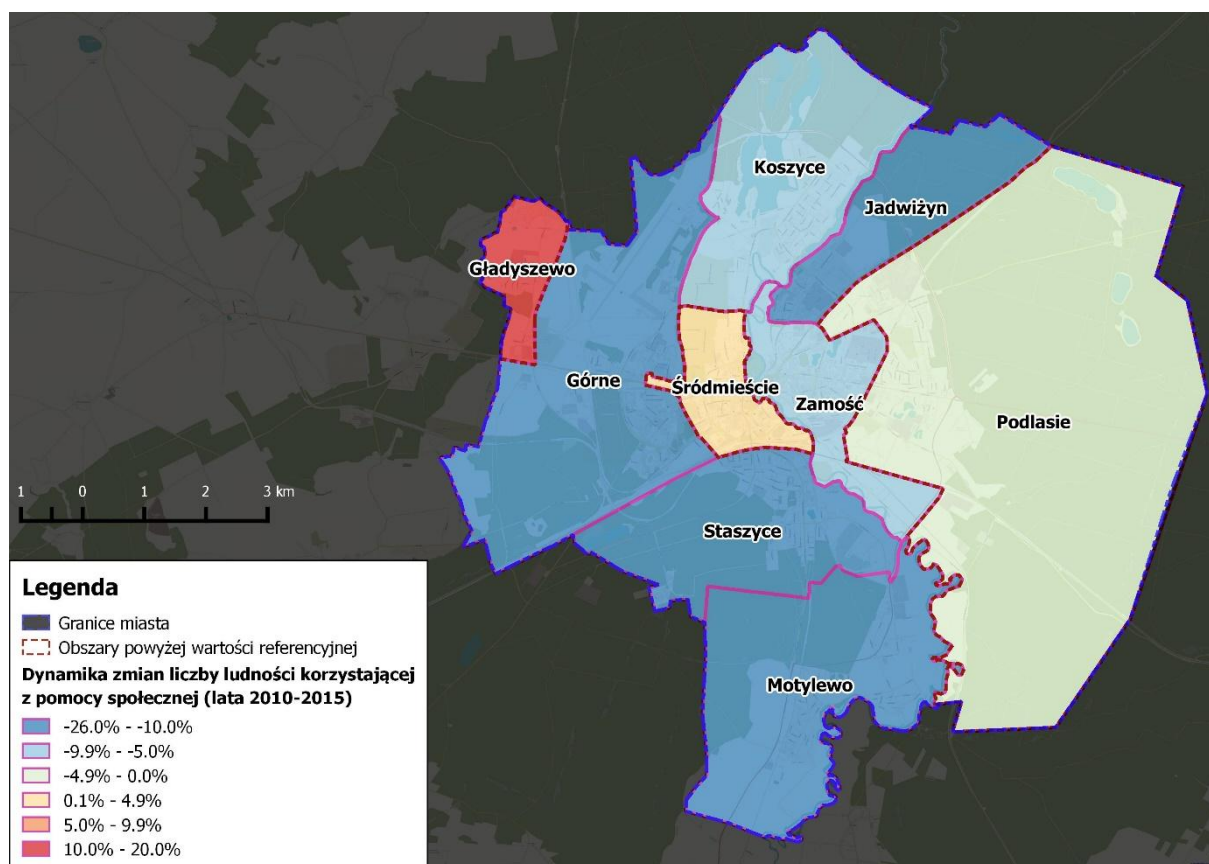 Koszyce
Jadwiżyn
Gładyszewo
Górne
Śródmieście
Zamość
Podlasie
1 0 1 2 3 km
Staszyce
Motylewo
Legenda
Granice miasta
Obszary powyżej wartości referencyjnej
Dynamika zmian liczby ludności korzystającej
z pomocy społecznej (lata 2010-2015)
-26.0% - -10.0%
-9.9% - -5.0%
-4.9% - 0.0%
0.1% - 4.9%
5.0% - 9.9%
10.0% - 20.0%